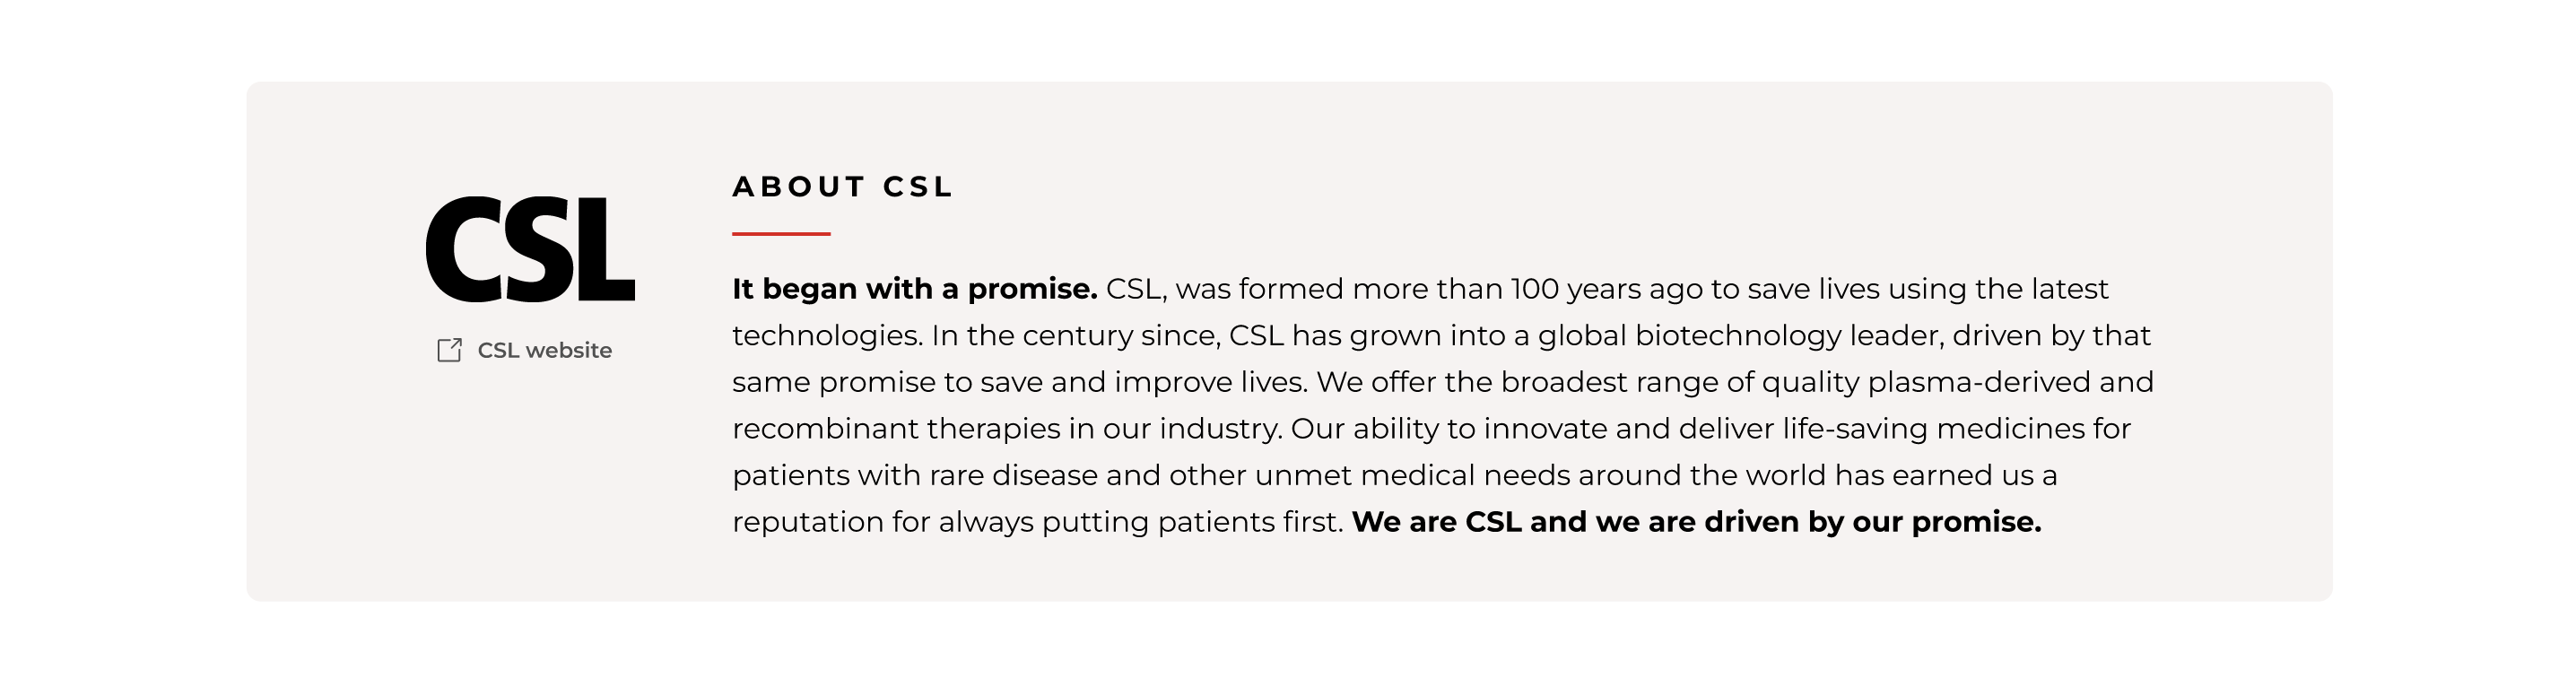 CSL
CSL website
ABOUT CSL
It began with a promise. CSL, was formed more than 100 years ago to save lives using the latest
technologies. In the century since, CSL has grown into a global biotechnology leader, driven by that
same promise to save and improve lives. We offer the broadest range of quality plasma-derived and
recombinant therapies in our industry. Our ability to innovate and deliver life-saving medicines for
patients with rare disease and other unmet medical needs around the world has earned us a
reputation for always putting patients first. We are CSL and we are driven by our promise.